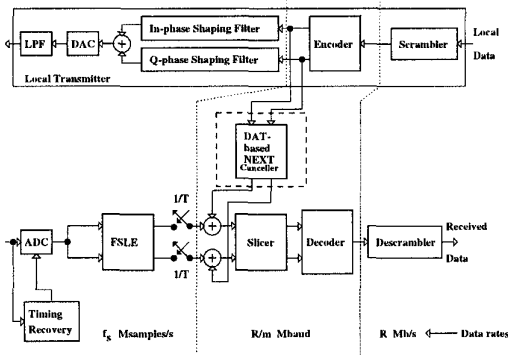 In-phase Shaping Filter
LPF
DAC
Encoder
Scrambler
Local
Data
Q-phase Shaping Filter
Local Transmitter
DAT-
based
NEXT
Canceller
1/T
ADC
FSLE
Slicer
Decoder
Descrambler
Received
Data
1/T
Timing
Recovery
fs Msamples/s
R/m Mbaud
R Mb/s
Data rates